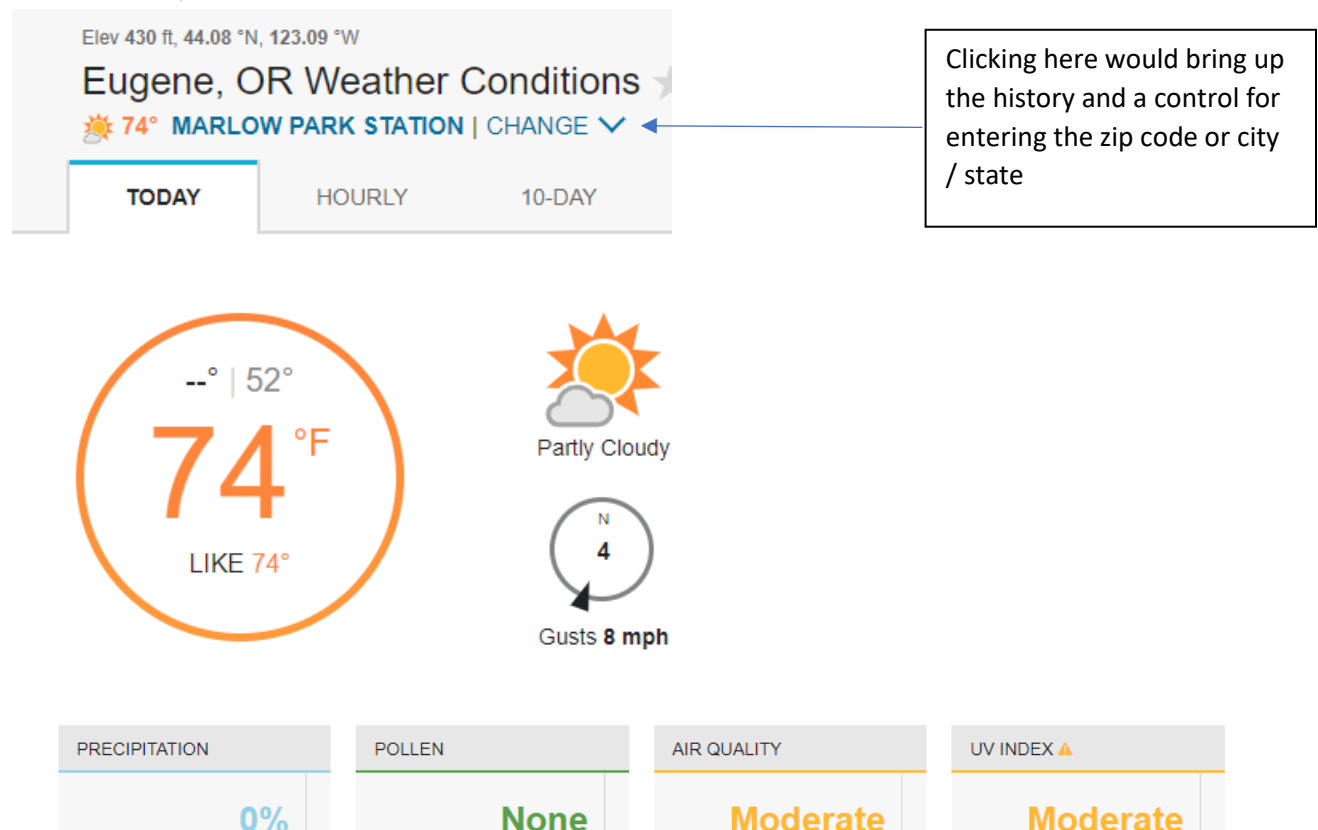 Elev 430 ft, 44.08 °N, 123.09 °W
Eugene, OR Weather Conditions
74° MARLOW PARK STATION | CHANGE
Clicking here would bring up
the history and a control for
entering the zip code or city
/ state
TODAY HOURLY 10-DAY
--° | 52°
74 °F
LIKE 74°
Partly Cloudy
N
4
Gusts 8 mph
PRECIPITATION POLLEN AIR QUALITY UV INDEX
0% None Moderate Moderate